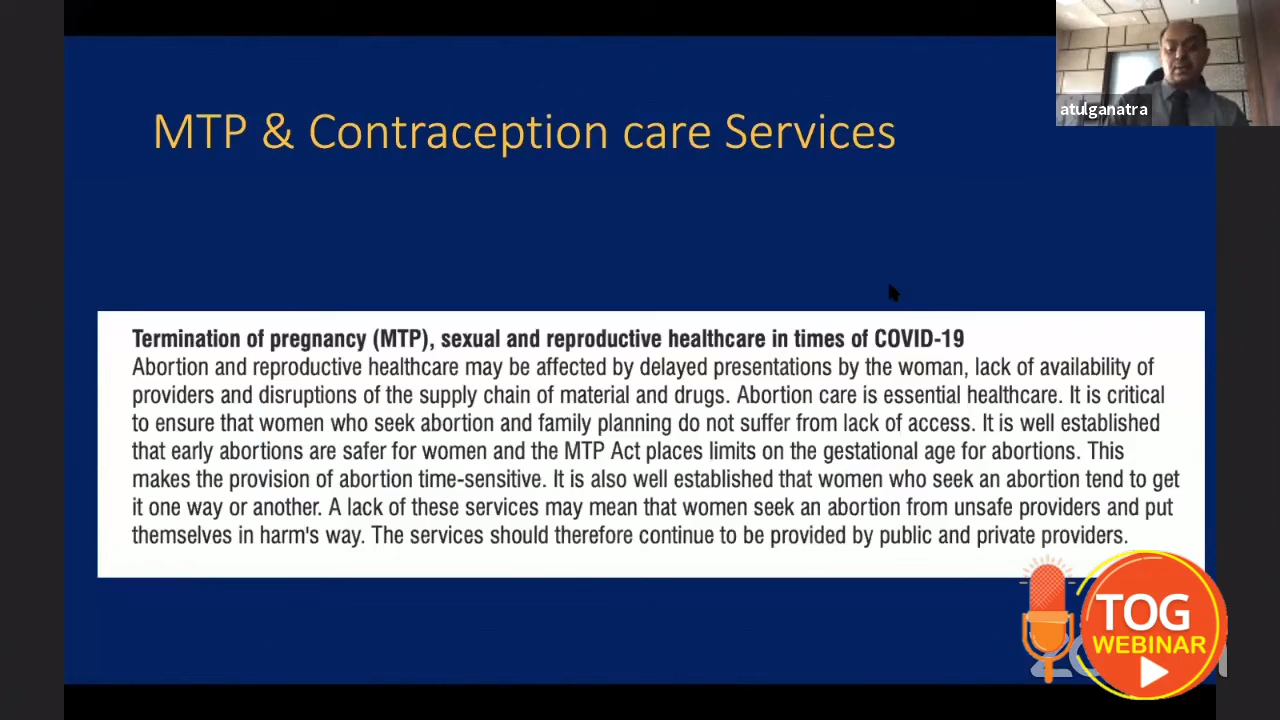 atulganatra
MTP & Contraception care Services
Termination of pregnancy (MTP), sexual and reproductive healthcare in times of COVID-19
Abortion and reproductive healthcare may be affected by delayed presentations by the woman, lack of availability of
providers and disruptions of the supply chain of material and drugs. Abortion care is essential healthcare. It is critical
to ensure that women who seek abortion and family planning do not suffer from lack of access. It is well established
that early abortions are safer for women and the MTP Act places limits on the gestational age for abortions. This
makes the provision of abortion time-sensitive. It is also well established that women who seek an abortion tend to get
it one way or another. A lack of these services may mean that women seek an abortion from unsafe providers and put
themselves in harm's way. The services should therefore continue to be provided by public and private providers.
TOG
WEBINAR